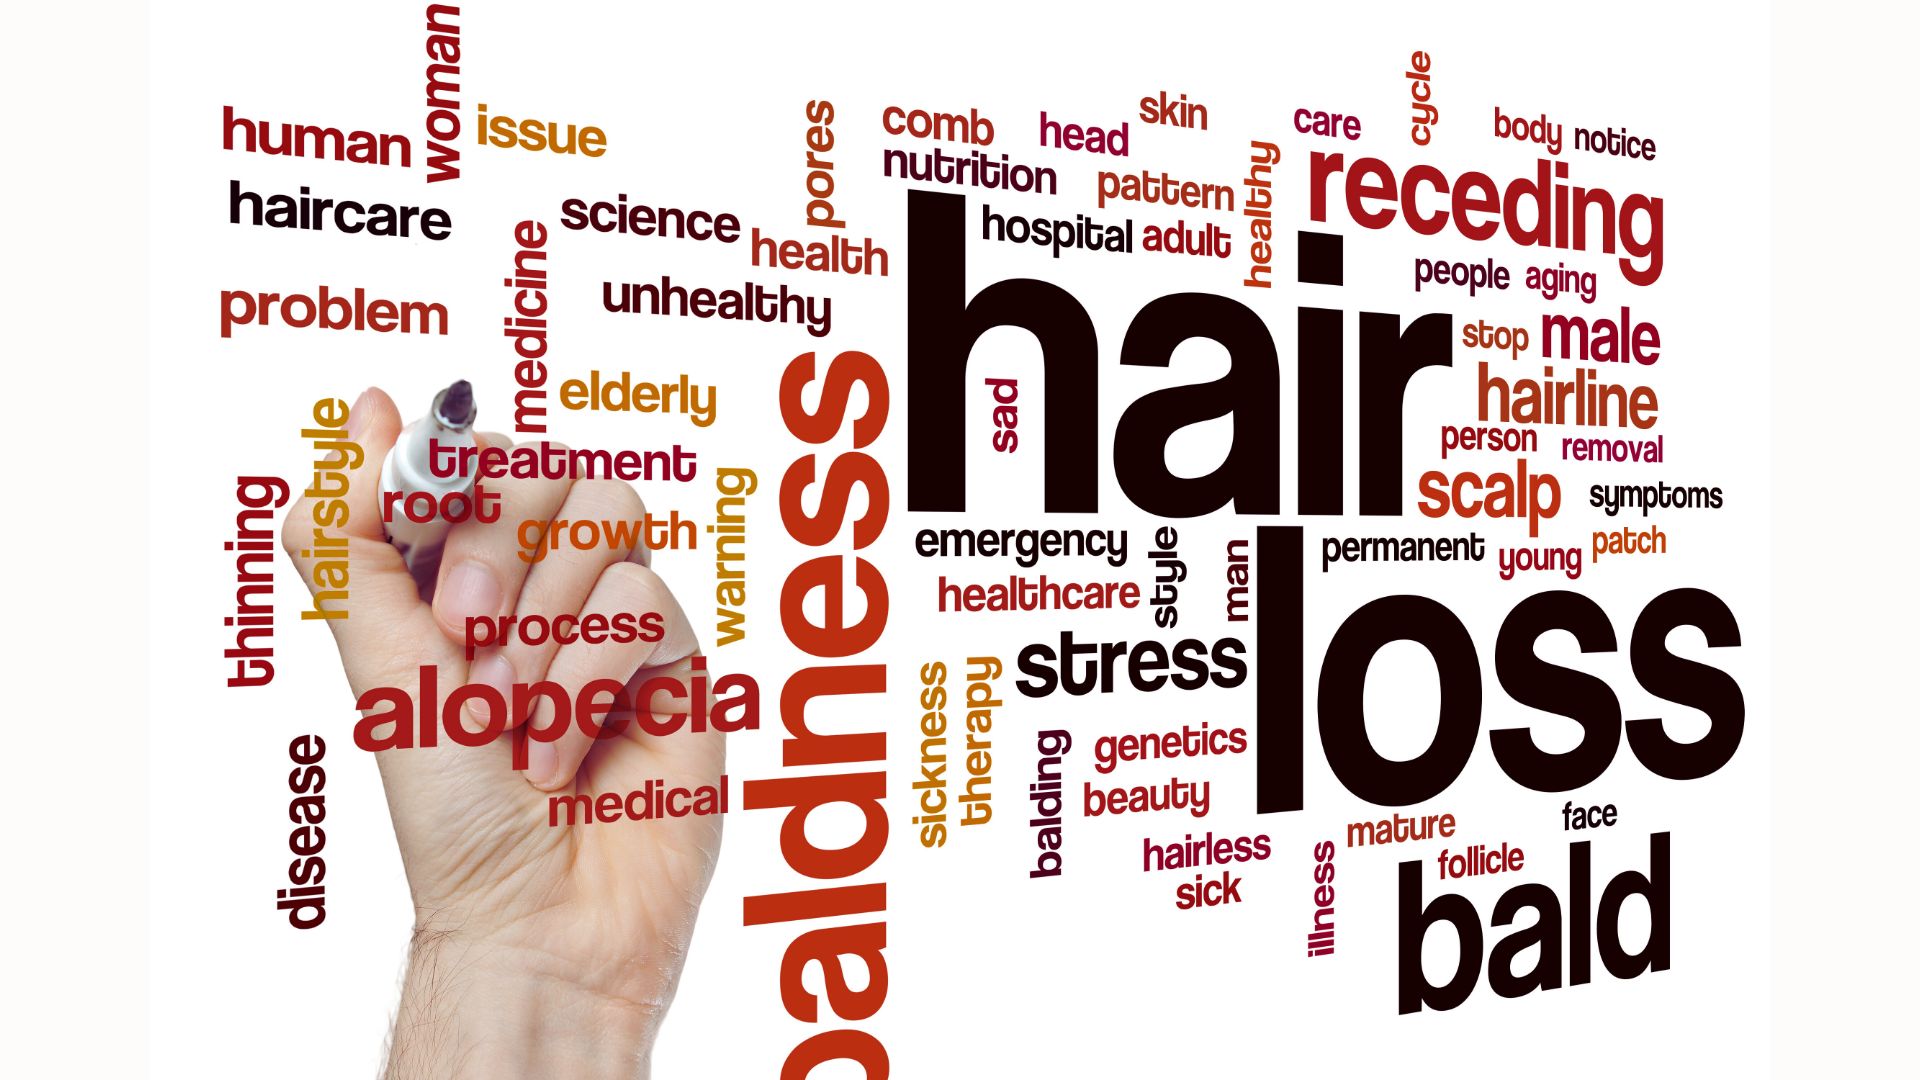 woman
human
issue
haircare
science
pores
health
medicine
unhealthy
problem
elderly
hairstyle
treatment
root
growth
warning
thinning
process
alopecia
medical
disease
baldness
comb
head
skin
care
cycle
body
notice
nutrition
pattern
healthy
receding
hospital
adult
people
aging
hair
sad
stop
male
hairline
person
removal
scalp
symptoms
emergency
style
man
permanent
young
patch
healthcare
loss
stress
sickness
therapy
balding
genetics
beauty
hairless
sick
illness
mature
face
follicle
bald